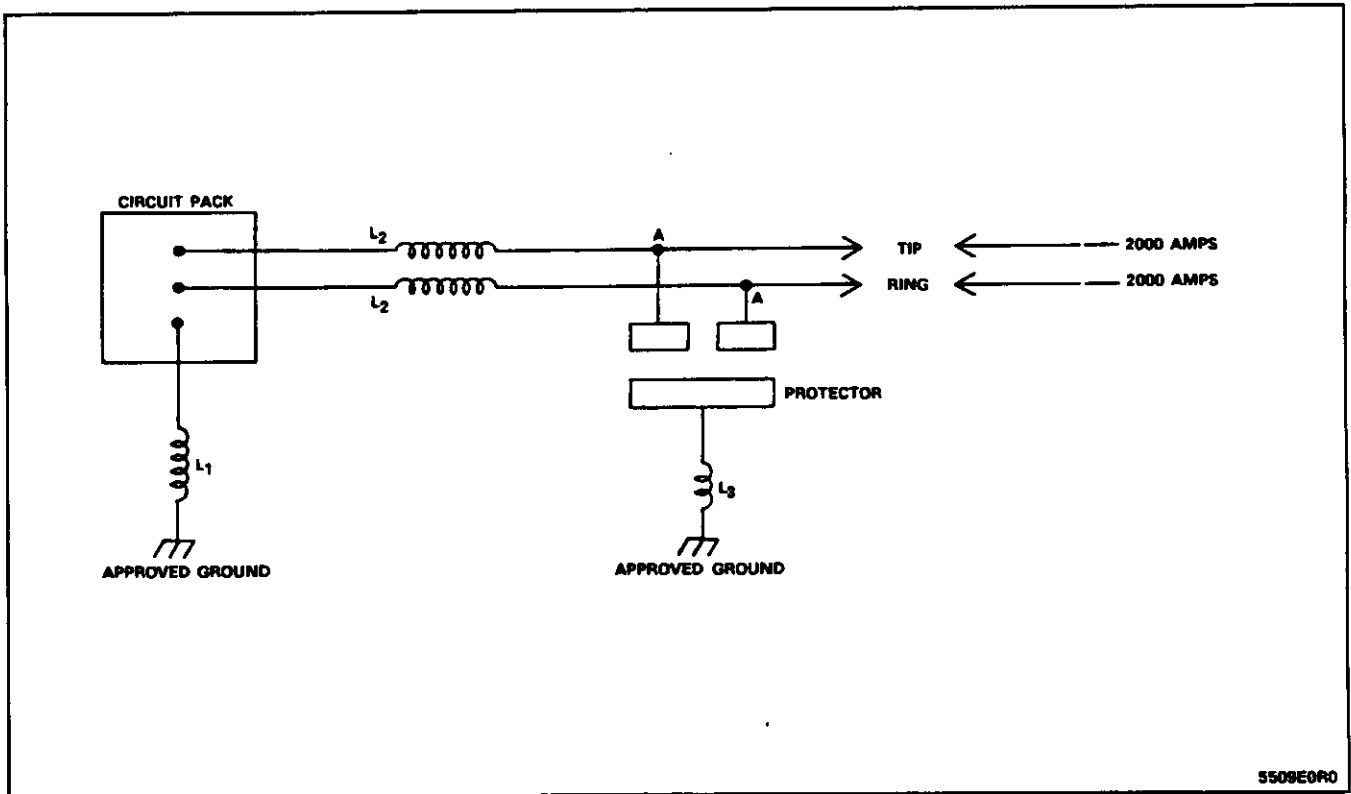 CIRCUIT PACK
L2
A
TIP
2000 AMPS
L2
A
RING
2000 AMPS
PROTECTOR
L1
L3
APPROVED GROUND
APPROVED GROUND
5509E0R0